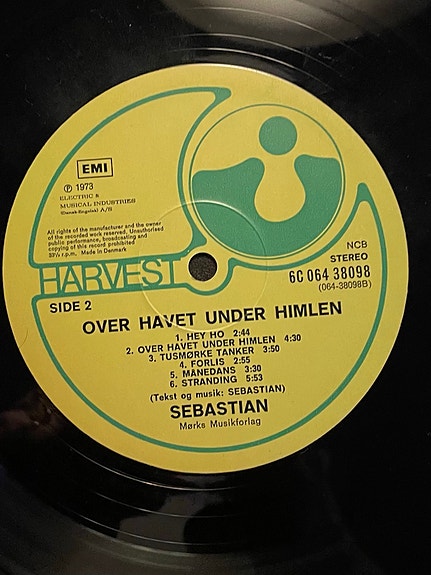 EMI
℗ 1973
ELECTRIC &
MUSICAL INDUSTRIES
(Dansk-Engelsk) A/S
All rights of the manufacturer and the owner
of the recorded work reserved. Unauthorised
public performance, broadcasting and
copying of this record prohibited
33⅓ r.p.m. Made in Denmark
HARVEST
NCB
STEREO
6C 064 38098
(064-38098B)
SIDE 2
OVER HAVET UNDER HIMLEN
1. HEY HO 2:44
2. OVER HAVET UNDER HIMLEN 4:30
3. TUSMØRKE TANKER 3:50
4. FORLIS 2:55
5. MÅNEDANS 3:30
6. STRANDING 5:53
(Tekst og musik: SEBASTIAN)
SEBASTIAN
Mørks Musikforlag